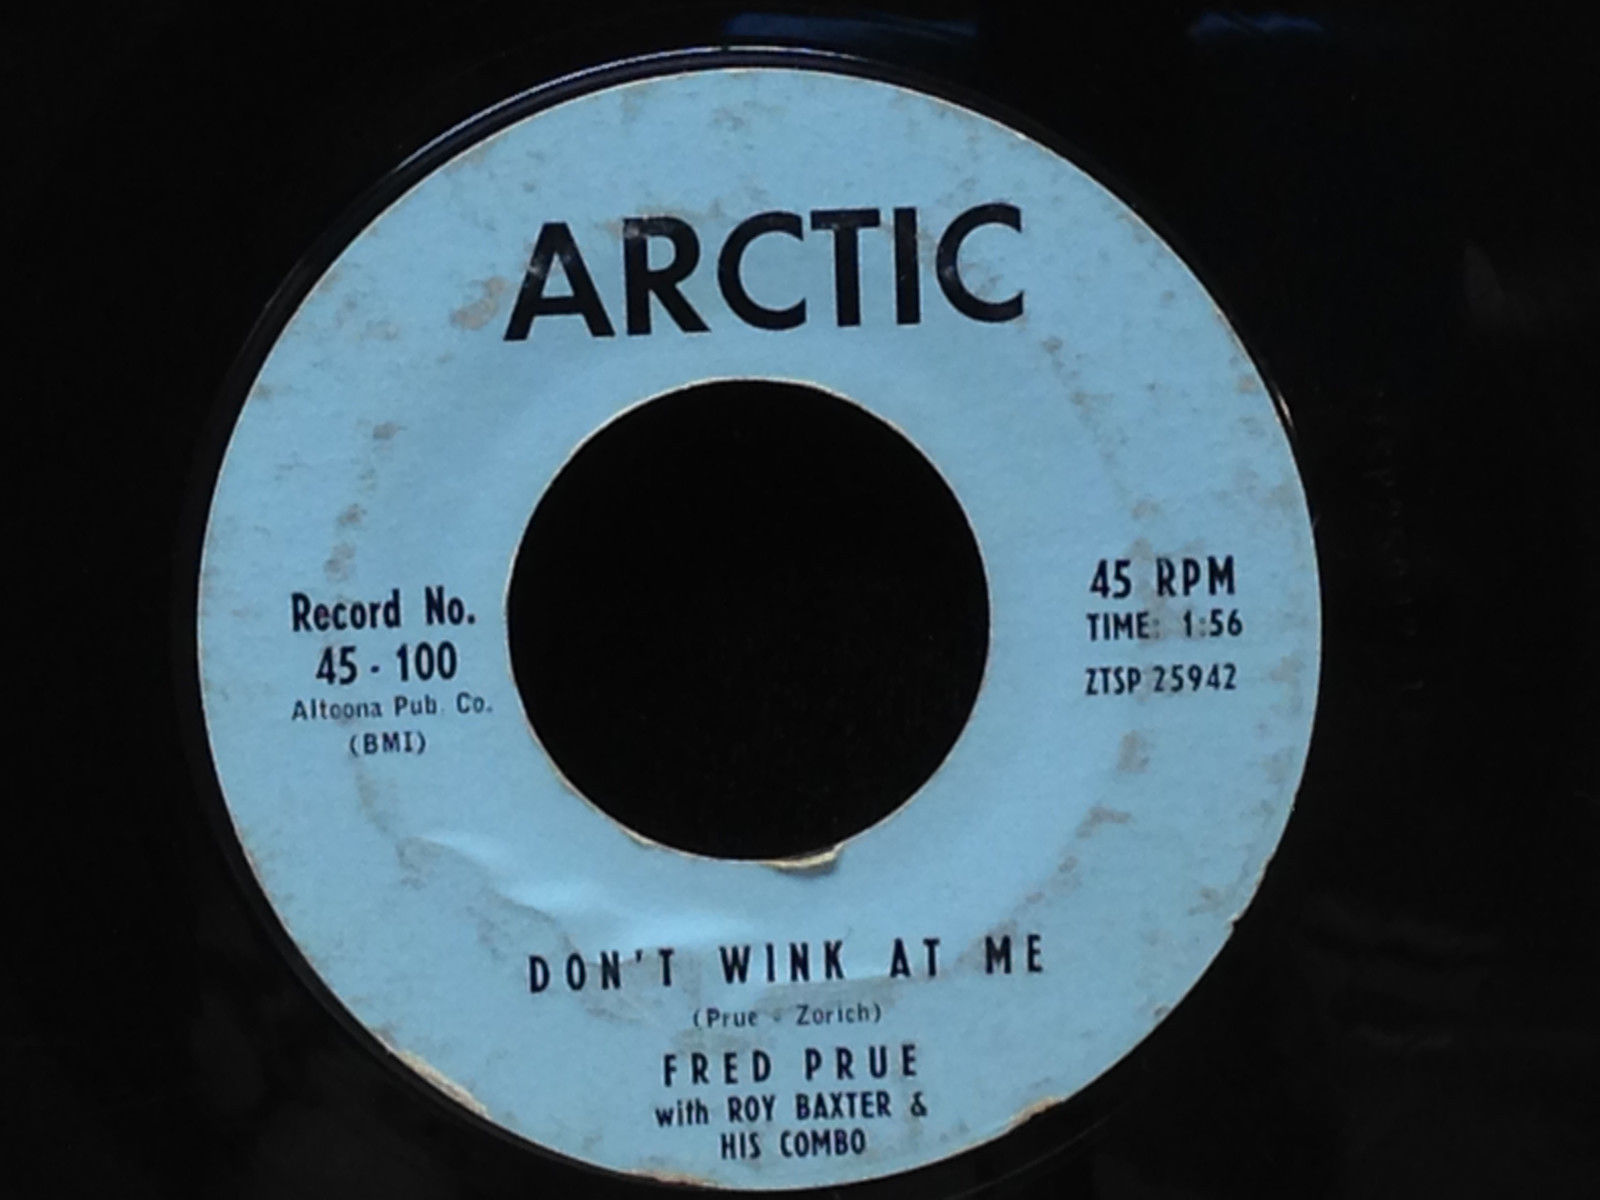 ARCTIC
Record No.
45 - 100
Altoona Pub. Co.
(BMI)
45 RPM
TIME: 1:56
ZTSP 25942
DON'T WINK AT ME
(Prue - Zorich)
FRED PRUE
with ROY BAXTER &
HIS COMBO